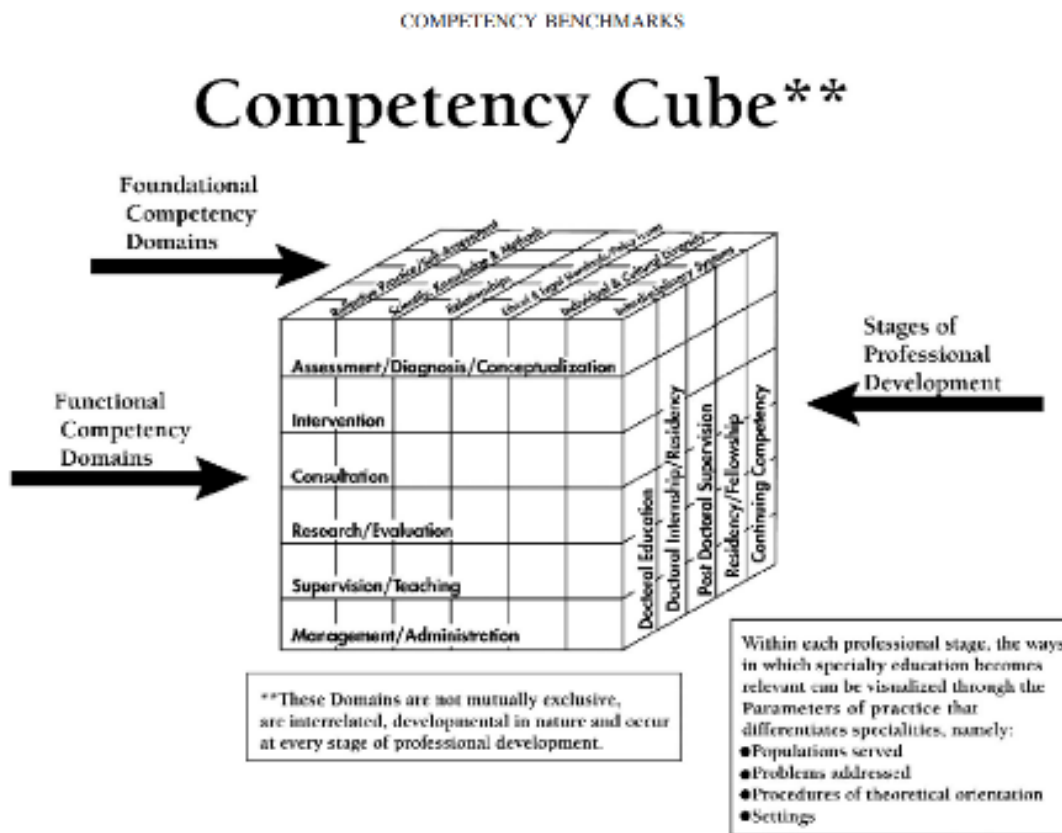 COMPETENCY BENCHMARKS
Competency Cube**
Foundational
Competency
Domains
Reflective Practice/Self-Assessment
Scientific Knowledge & Methods
Relationships
Ethical & Legal Standards/Policy Issues
Individual & Cultural Diversity
Interdisciplinary Systems
Functional
Competency
Domains
Assessment/Diagnosis/Conceptualization
Intervention
Consultation
Research/Evaluation
Supervision/Teaching
Management/Administration
Doctoral Education
Doctoral Internship/Residency
Post Doctoral Supervision
Residency/Fellowship
Continuing Competency
Stages of
Professional
Development
**These Domains are not mutually exclusive,
are interrelated, developmental in nature and occur
at every stage of professional development.
Within each professional stage, the ways
in which specialty education becomes
relevant can be visualized through the
Parameters of practice that
differentiates specialities, namely:
●Populations served
●Problems addressed
●Procedures of theoretical orientation
●Settings